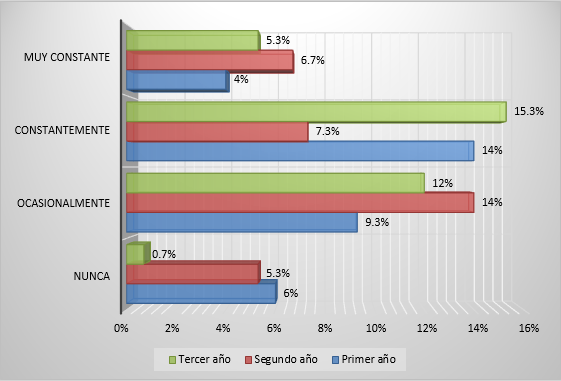 MUY CONSTANTE
5.3%
6.7%
4%
CONSTANTEMENTE
15.3%
7.3%
14%
OCASIONALMENTE
12%
14%
9.3%
NUNCA
0.7%
5.3%
6%
0% 2% 4% 6% 8% 10% 12% 14% 16%
Tercer año Segundo año Primer año